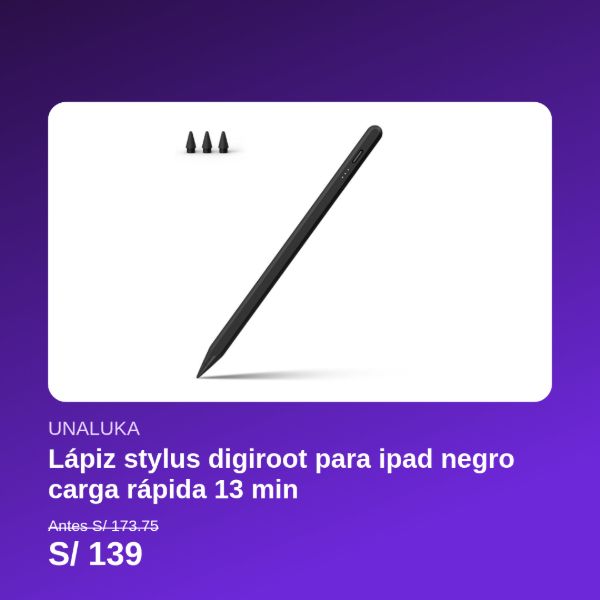 UNALUKA
Lápiz stylus digiroot para ipad negro
carga rápida 13 min
Antes S/ 173.75
S/ 139